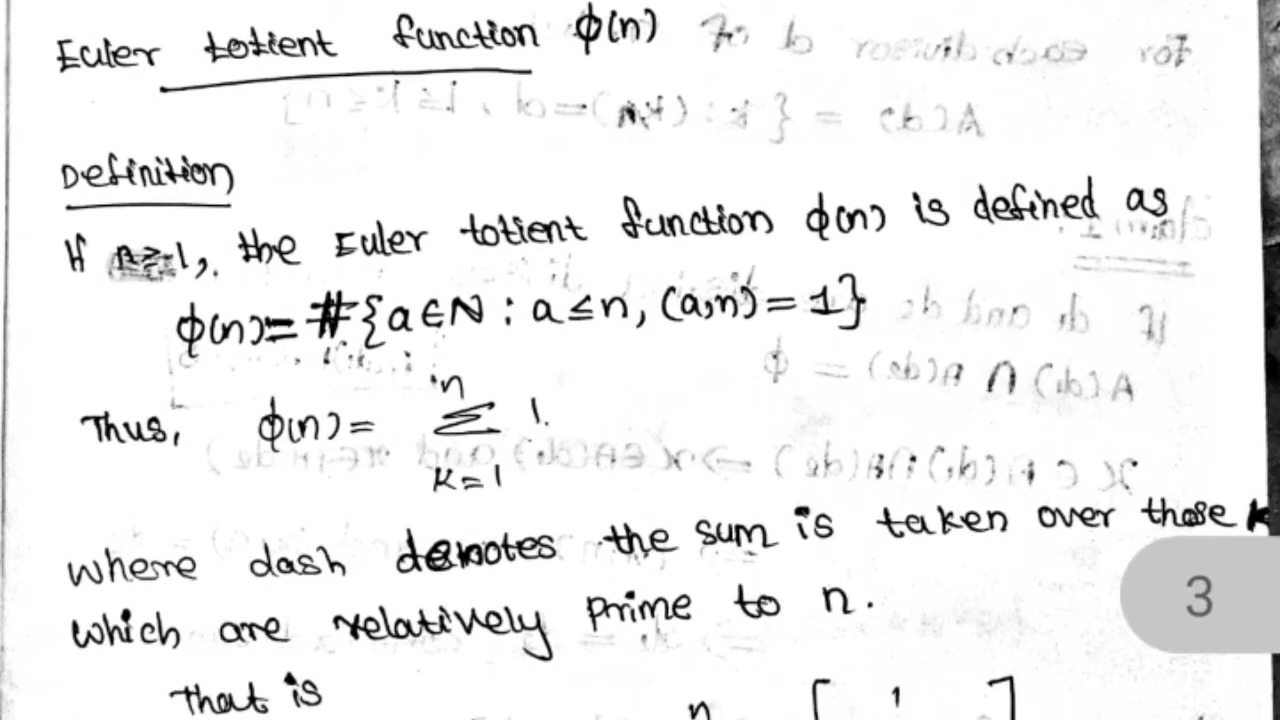 Euler totient function ϕ(n)
Definition
If n≥1, the Euler totient function ϕ(n) is defined as
ϕ(n) = #{a∈N : a≤n, (a,n) = 1}
Thus, ϕ(n) = 'n
Σ 1.
k=1
where dash denotes the sum is taken over those k
which are relatively prime to n.
That is
n [ 1 ]
3